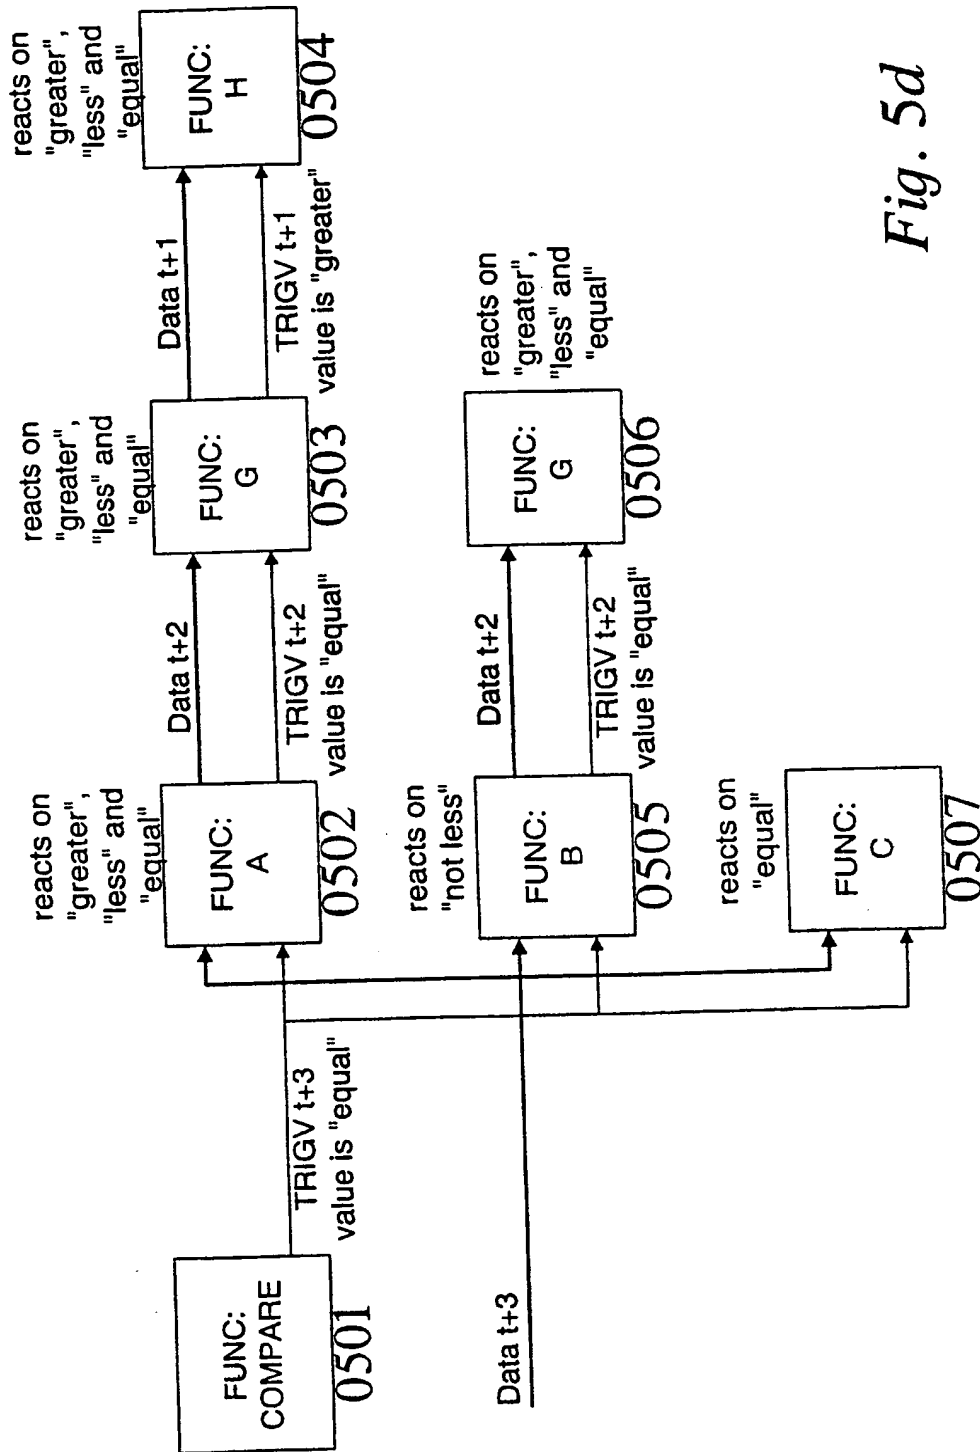 FUNC:
COMPARE
0501
TRIGV t+3
value is "equal"
Data t+3
reacts on
"greater",
"less" and
"equal"
FUNC:
A
0502
Data t+2
TRIGV t+2
value is "equal"
reacts on
"greater",
"less" and
"equal"
FUNC:
G
0503
Data t+1
TRIGV t+1
value is "greater"
reacts on
"greater",
"less" and
"equal"
FUNC:
H
0504
reacts on
"not less"
FUNC:
B
0505
Data t+2
TRIGV t+2
value is "equal"
reacts on
"greater",
"less" and
"equal"
FUNC:
G
0506
reacts on
"equal"
FUNC:
C
0507
Fig. 5d